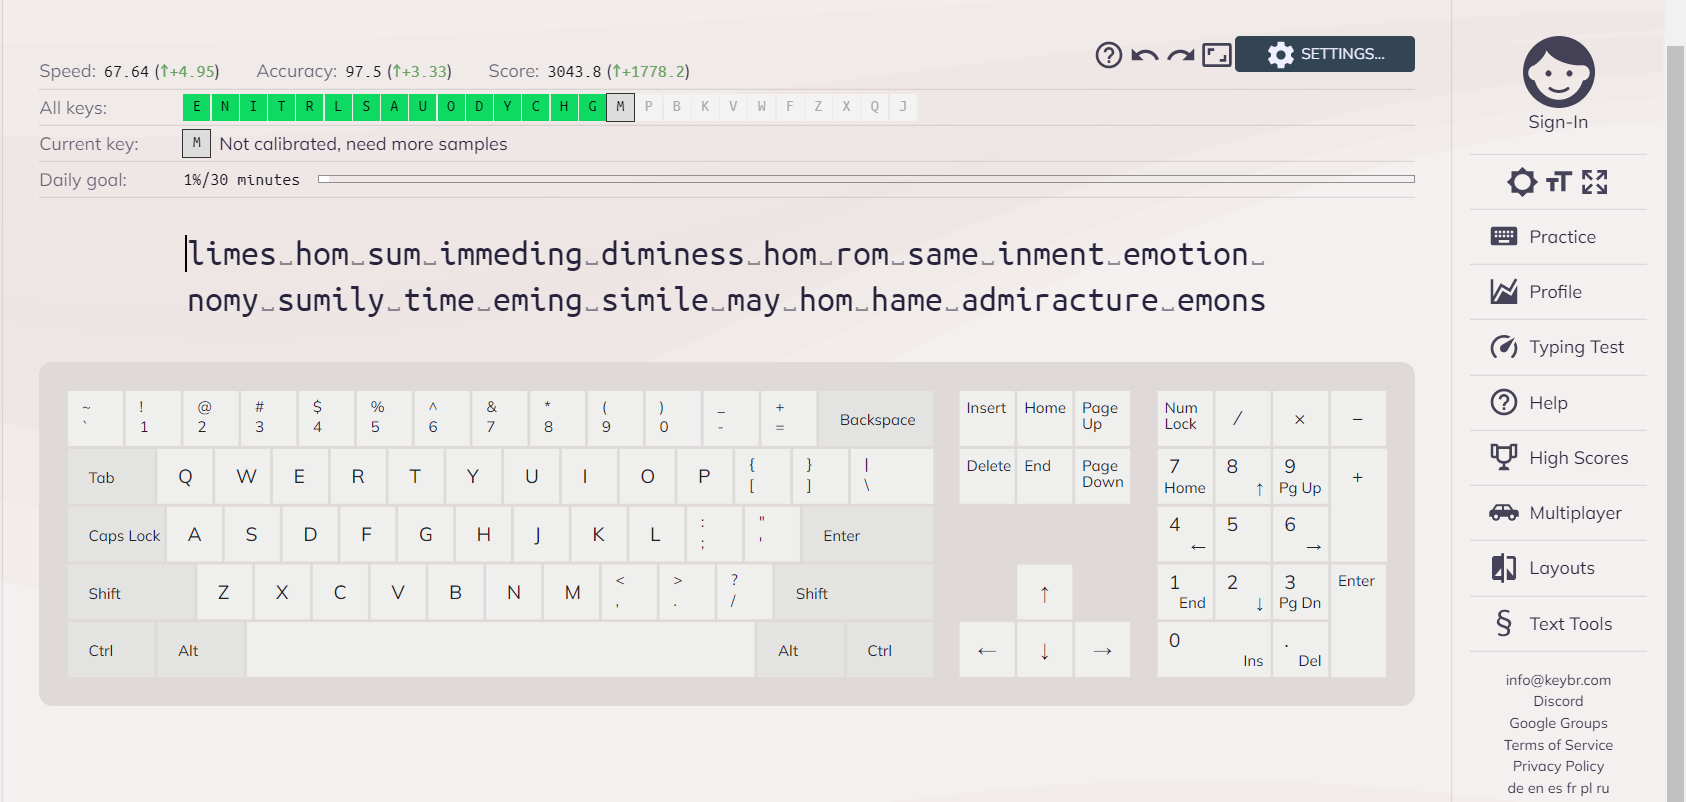 Speed: 67.64 (↑+4.95) Accuracy: 97.5 (↑+3.33) Score: 3043.8 (↑+1778.2)
SETTINGS...
All keys: E N I T R L S A U O D Y C H G M P B K V W F Z X Q J
Current key: M Not calibrated, need more samples
Daily goal: 1%/30 minutes
limes␣hom␣sum␣immeding␣diminess␣hom␣rom␣same␣inment␣emotion␣
nomy␣sumily␣time␣eming␣simile␣may␣hom␣hame␣admiracture␣emons
~ ! @ # $ % ^ & * ( ) _ +
` 1 2 3 4 5 6 7 8 9 0 - = Backspace
Tab Q W E R T Y U I O P { [ } ] | \
Caps Lock A S D F G H J K L : ; " ' Enter
Shift Z X C V B N M < , > . ? / Shift
Ctrl Alt Alt Ctrl
Insert Home Page Up
Delete End Page Down
↑
← ↓ →
Num Lock / × −
7 Home 8 ↑ 9 Pg Up +
4 ← 5 6 →
1 End 2 ↓ 3 Pg Dn Enter
0 Ins . Del
Sign-In
Practice
Profile
Typing Test
Help
High Scores
Multiplayer
Layouts
§ Text Tools
info@keybr.com
Discord
Google Groups
Terms of Service
Privacy Policy
de en es fr pl ru